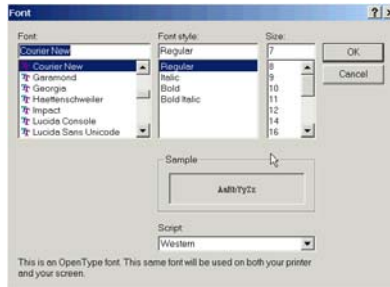 Font
Font:
Font style:
Size:
Courier New
Regular
7
OK
Cancel
Courier New
Garamond
Georgia
Haettenschweiler
Impact
Lucida Console
Lucida Sans Unicode
Regular
Italic
Bold
Bold Italic
8
9
10
11
12
14
16
Sample
AaBbYyZz
Script:
Western
This is an OpenType font. This same font will be used on both your printer
and your screen.